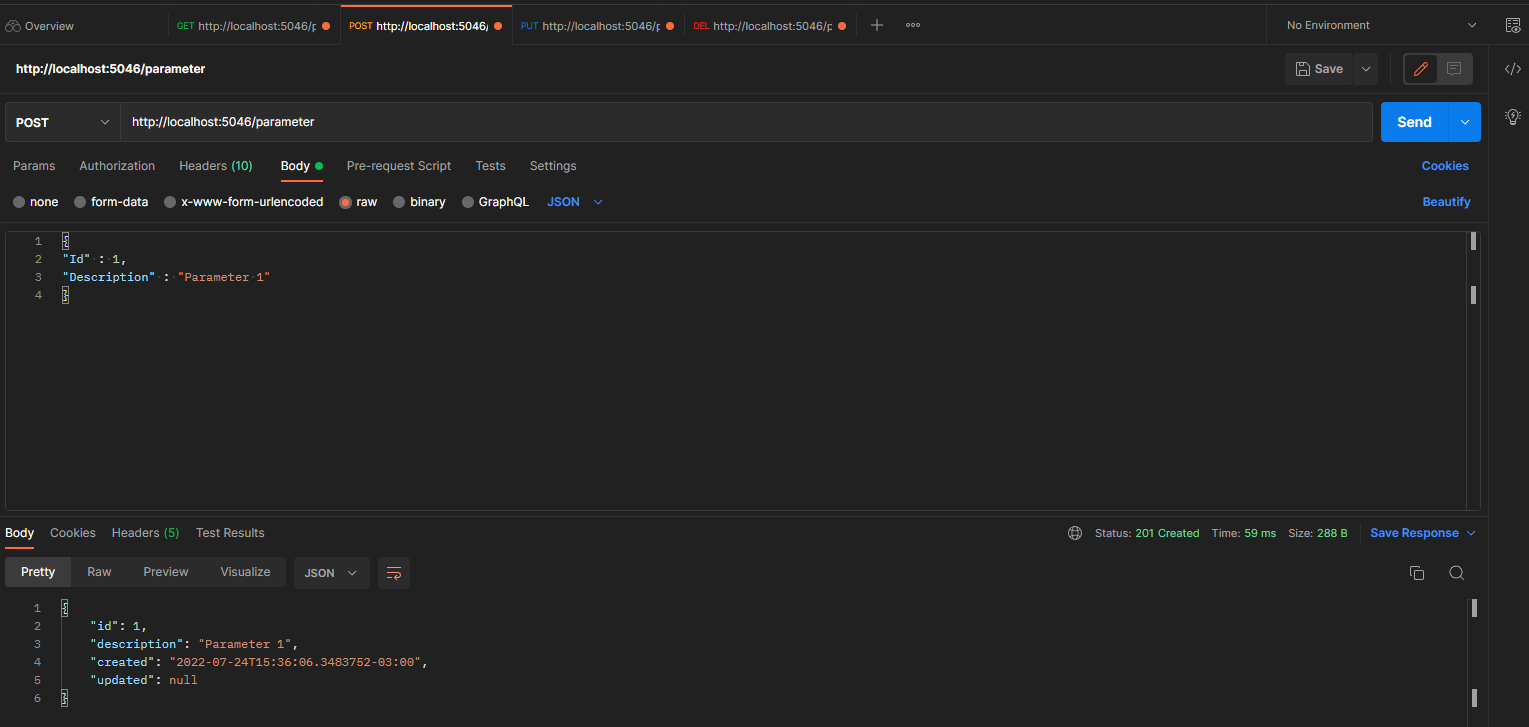 Overview
GET http://localhost:5046/p
POST http://localhost:5046/
PUT http://localhost:5046/p
DEL http://localhost:5046/p
No Environment
http://localhost:5046/parameter
Save
POST
http://localhost:5046/parameter
Send
Params Authorization Headers (10) Body Pre-request Script Tests Settings Cookies
none form-data x-www-form-urlencoded raw binary GraphQL JSON Beautify
1 {
2 "Id" : 1,
3 "Description" : "Parameter 1"
4 }
Body Cookies Headers (5) Test Results Status: 201 Created Time: 59 ms Size: 288 B Save Response
Pretty Raw Preview Visualize JSON
1 {
2 "id": 1,
3 "description": "Parameter 1",
4 "created": "2022-07-24T15:36:06.3483752-03:00",
5 "updated": null
6 }